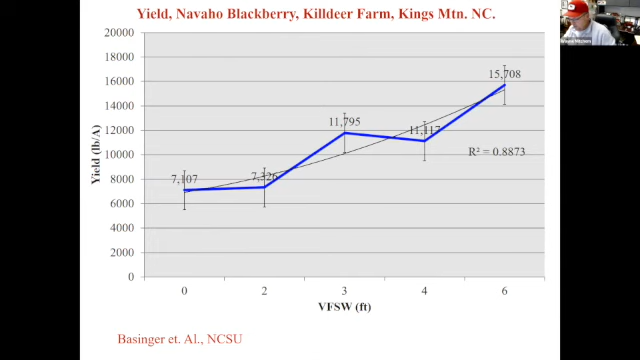 Yield, Navaho Blackberry, Killdeer Farm, Kings Mtn. NC.
20000
18000
16000
14000
12000
10000
8000
6000
4000
2000
0
Yield (lb/A)
7,107
7,326
11,795
11,117
15,708
R² = 0.8873
0 2 3 4 6
VFSW (ft)
Basinger et. Al., NCSU